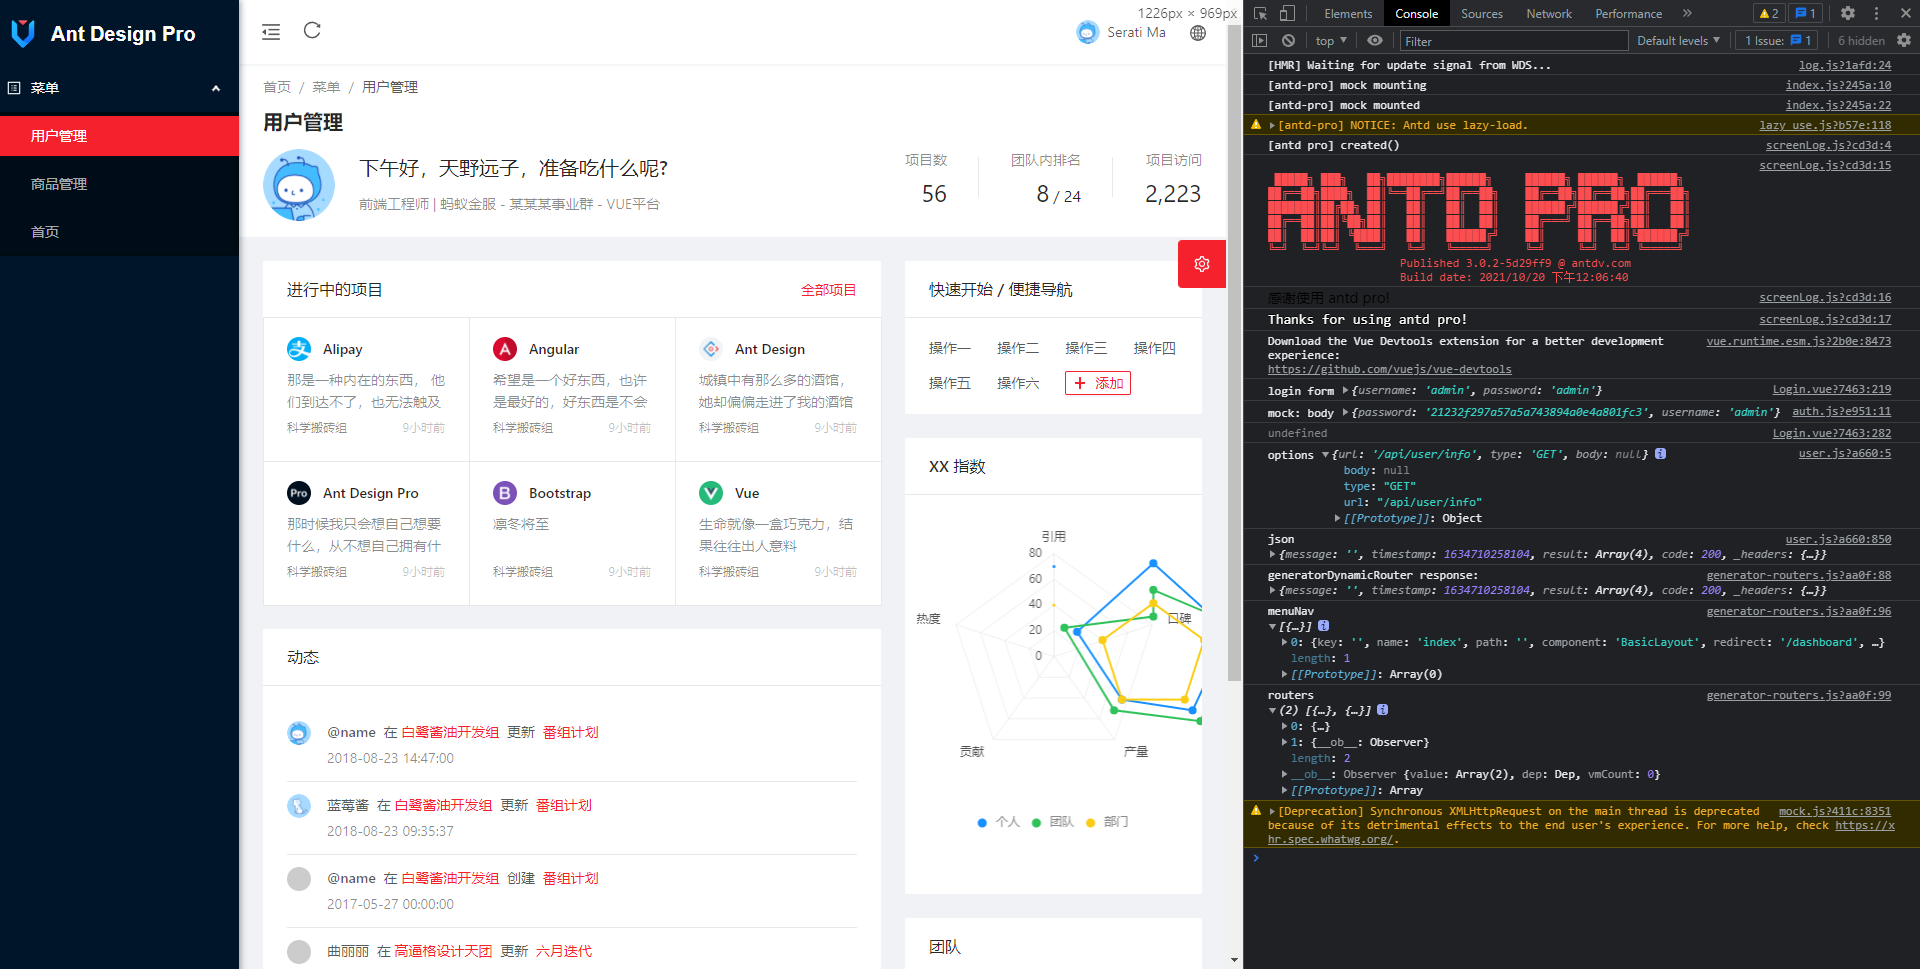 Ant Design Pro
菜单
用户管理
商品管理
首页
1226px × 969px
Serati Ma
首页 / 菜单 / 用户管理
用户管理
下午好，天野远子，准备吃什么呢?
前端工程师 | 蚂蚁金服 - 某某某事业群 - VUE平台
项目数
56
团队内排名
8 / 24
项目访问
2,223
进行中的项目
全部项目
Alipay
那是一种内在的东西， 他
们到达不了，也无法触及
科学搬砖组 9小时前
Angular
希望是一个好东西，也许
是最好的，好东西是不会
科学搬砖组 9小时前
Ant Design
城镇中有那么多的酒馆，
她却偏偏走进了我的酒馆
科学搬砖组 9小时前
Pro
Ant Design Pro
那时候我只会想自己想要
什么，从不想自己拥有什
科学搬砖组 9小时前
Bootstrap
凛冬将至
科学搬砖组 9小时前
Vue
生命就像一盒巧克力，结
果往往出人意料
科学搬砖组 9小时前
动态
@name 在 白鹭酱油开发组 更新 番组计划
2018-08-23 14:47:00
蓝莓酱 在 白鹭酱油开发组 更新 番组计划
2018-08-23 09:35:37
@name 在 白鹭酱油开发组 创建 番组计划
2017-05-27 00:00:00
曲丽丽 在 高逼格设计天团 更新 六月迭代
快速开始 / 便捷导航
操作一 操作二 操作三 操作四
操作五 操作六 + 添加
XX 指数
引用
80
60
40
20
0
热度
口碑
贡献
产量
个人 团队 部门
团队
Elements Console Sources Network Performance » 2 1
top Filter Default levels 1 Issue: 1 6 hidden
[HMR] Waiting for update signal from WDS... log.js?1afd:24
[antd-pro] mock mounting index.js?245a:10
[antd-pro] mock mounted index.js?245a:22
[antd-pro] NOTICE: Antd use lazy-load. lazy_use.js?b57e:118
[antd pro] created() screenLog.js?cd3d:4
screenLog.js?cd3d:15
ANTD PRO
Published 3.0.2-5d29ff9 @ antdv.com
Build date: 2021/10/20 下午12:06:40
感谢使用 antd pro! screenLog.js?cd3d:16
Thanks for using antd pro! screenLog.js?cd3d:17
Download the Vue Devtools extension for a better development vue.runtime.esm.js?2b0e:8473
experience:
https://github.com/vuejs/vue-devtools
login form {username: 'admin', password: 'admin'} Login.vue?7463:219
mock: body {password: '21232f297a57a5a743894a0e4a801fc3', username: 'admin'} auth.js?e951:11
undefined Login.vue?7463:282
options {url: '/api/user/info', type: 'GET', body: null} user.js?a660:5
body: null
type: "GET"
url: "/api/user/info"
[[Prototype]]: Object
json user.js?a660:850
{message: '', timestamp: 1634710258104, result: Array(4), code: 200, _headers: {…}}
generatorDynamicRouter response: generator-routers.js?aa0f:88
{message: '', timestamp: 1634710258104, result: Array(4), code: 200, _headers: {…}}
menuNav generator-routers.js?aa0f:96
[{…}]
0: {key: '', name: 'index', path: '', component: 'BasicLayout', redirect: '/dashboard', …}
length: 1
[[Prototype]]: Array(0)
routers generator-routers.js?aa0f:99
(2) [{…}, {…}]
0: {…}
1: {__ob__: Observer}
length: 2
__ob__: Observer {value: Array(2), dep: Dep, vmCount: 0}
[[Prototype]]: Array
[Deprecation] Synchronous XMLHttpRequest on the main thread is deprecated mock.js?411c:8351
because of its detrimental effects to the end user's experience. For more help, check https://x
hr.spec.whatwg.org/.